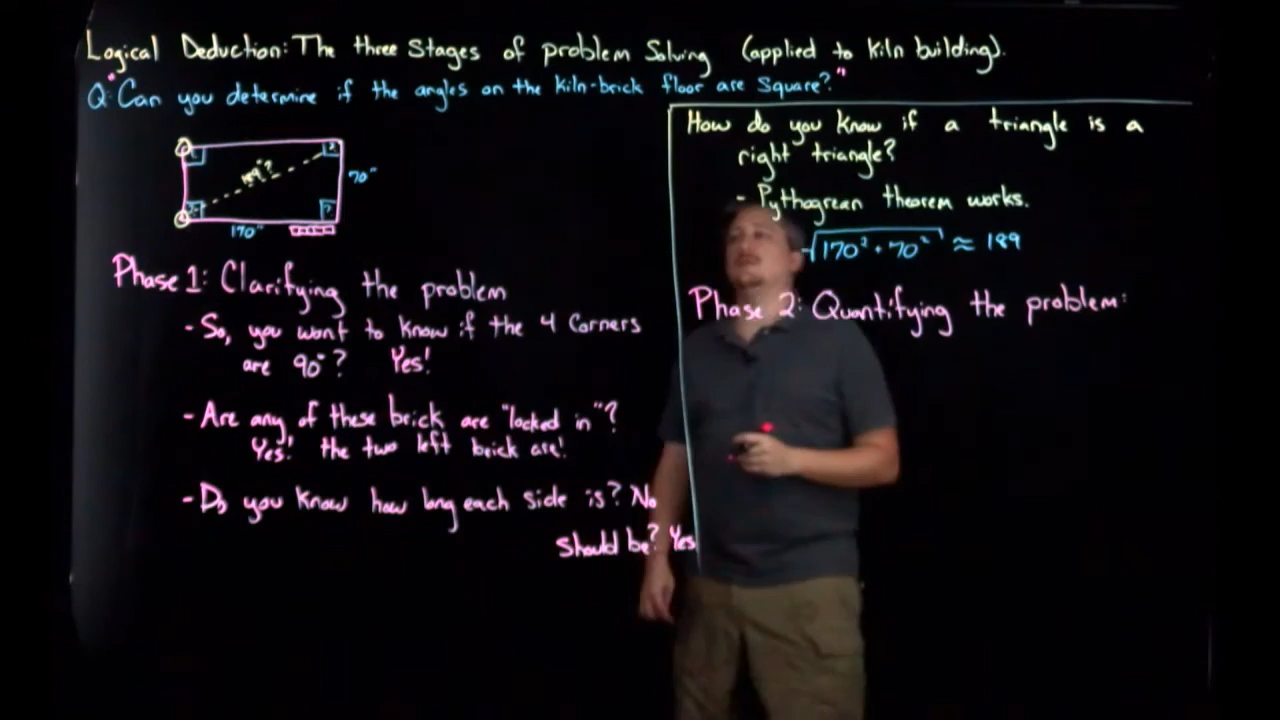 Logical Deduction: The three Stages of problem Solving (applied to kiln building).
Q: "Can you determine if the angles on the kiln-brick floor are square?"
189"?
70"
170"
Phase 1: Clarifying the problem
- So, you want to know if the 4 corners
are 90°? Yes!
- Are any of these brick are "locked in"?
Yes! the two left brick are!
- Do you know how long each side is? No
Should be? Yes
How do you know if a triangle is a
right triangle?
- Pythagrean theorem works.
√170² + 70² ≈ 189
Phase 2: Quantifying the problem: